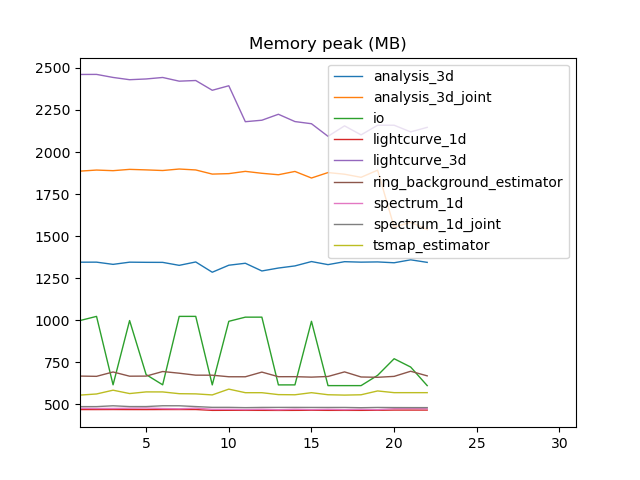 Memory peak (MB)
2500
2250
2000
1750
1500
1250
1000
750
500
analysis_3d
analysis_3d_joint
io
lightcurve_1d
lightcurve_3d
ring_background_estimator
spectrum_1d
spectrum_1d_joint
tsmap_estimator
5 10 15 20 25 30